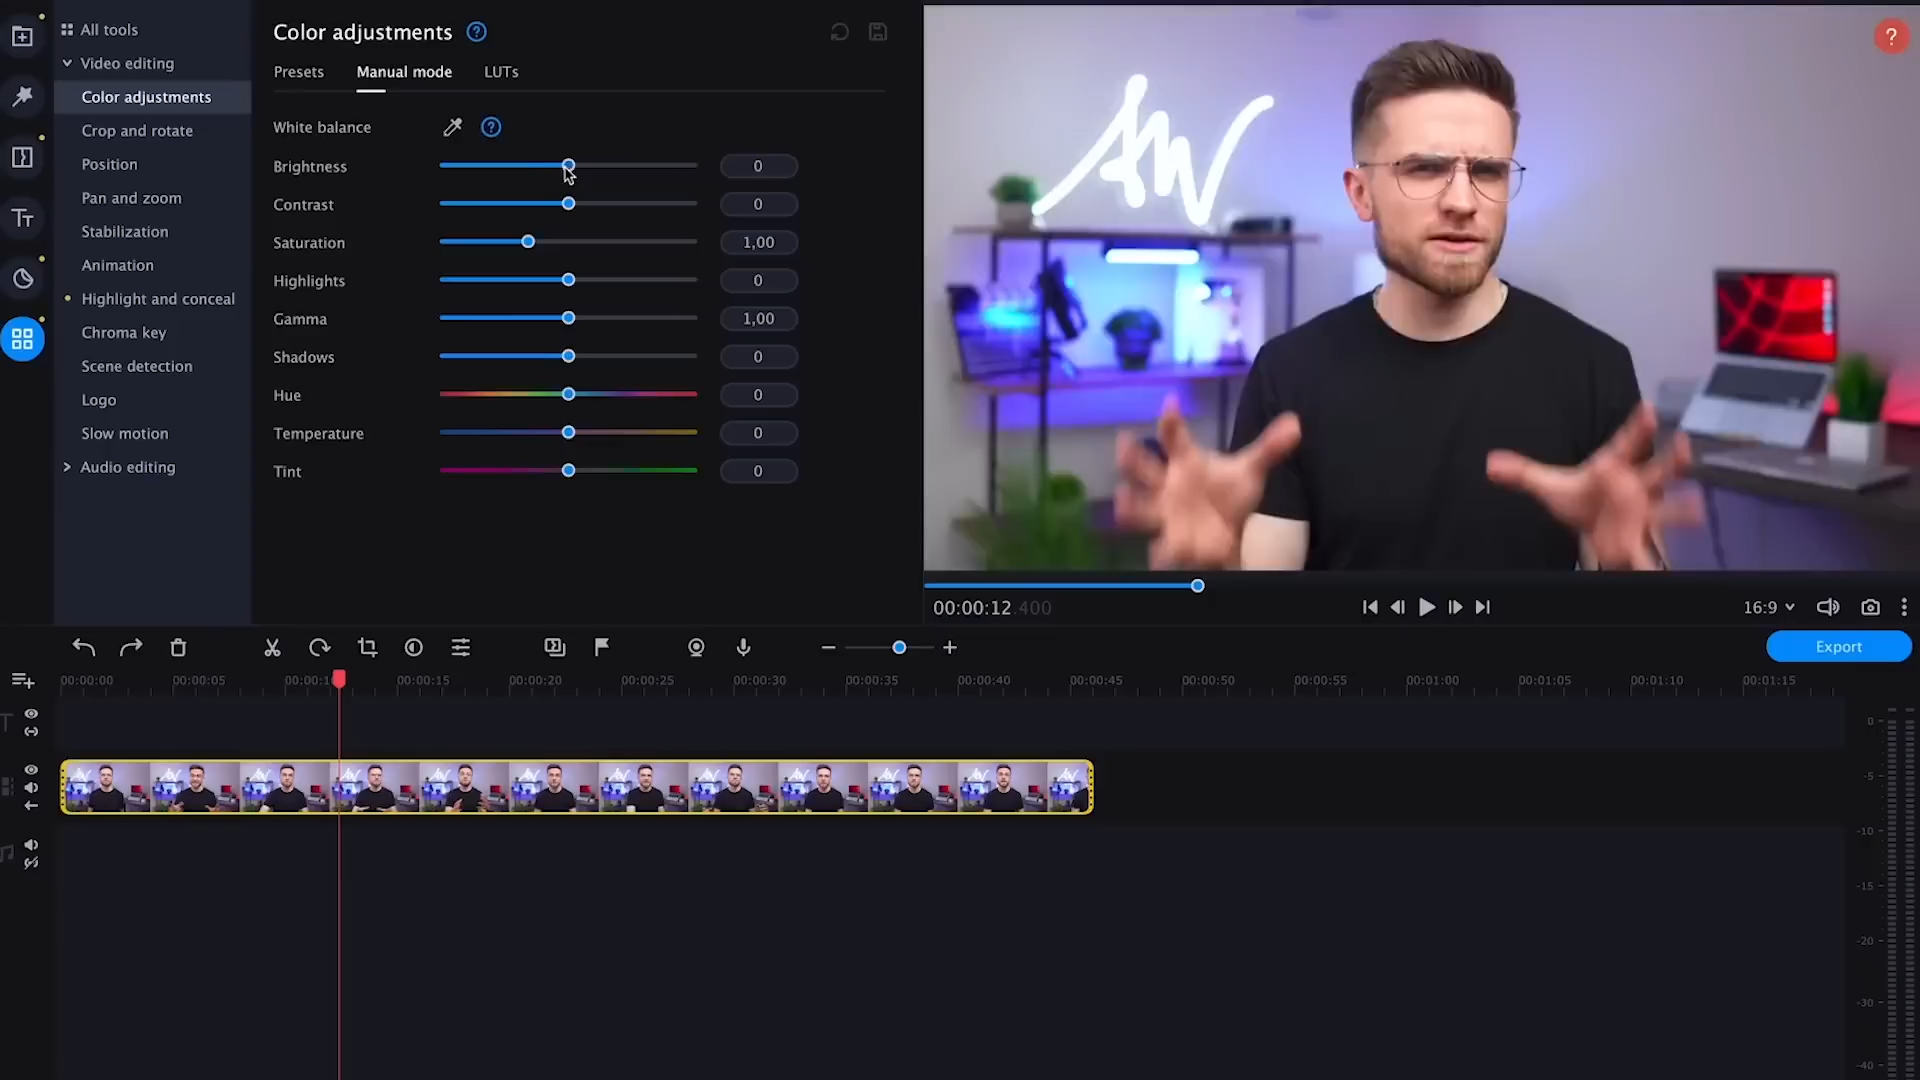 All tools
Video editing
Color adjustments
Crop and rotate
Position
Pan and zoom
Stabilization
Animation
Highlight and conceal
Chroma key
Scene detection
Logo
Slow motion
Audio editing
Color adjustments ?
Presets Manual mode LUTs
White balance ?
Brightness 0
Contrast 0
Saturation 1,00
Highlights 0
Gamma 1,00
Shadows 0
Hue 0
Temperature 0
Tint 0
AW
?
00:00:12.400
16:9
Export
00:00:00 00:00:05 00:00:1 00:00:15 00:00:20 00:00:25 00:00:30 00:00:35 00:00:40 00:00:45 00:00:50 00:00:55 00:01:00 00:01:05 00:01:10 00:01:15
0
-5
-10
-15
-20
-30
-40